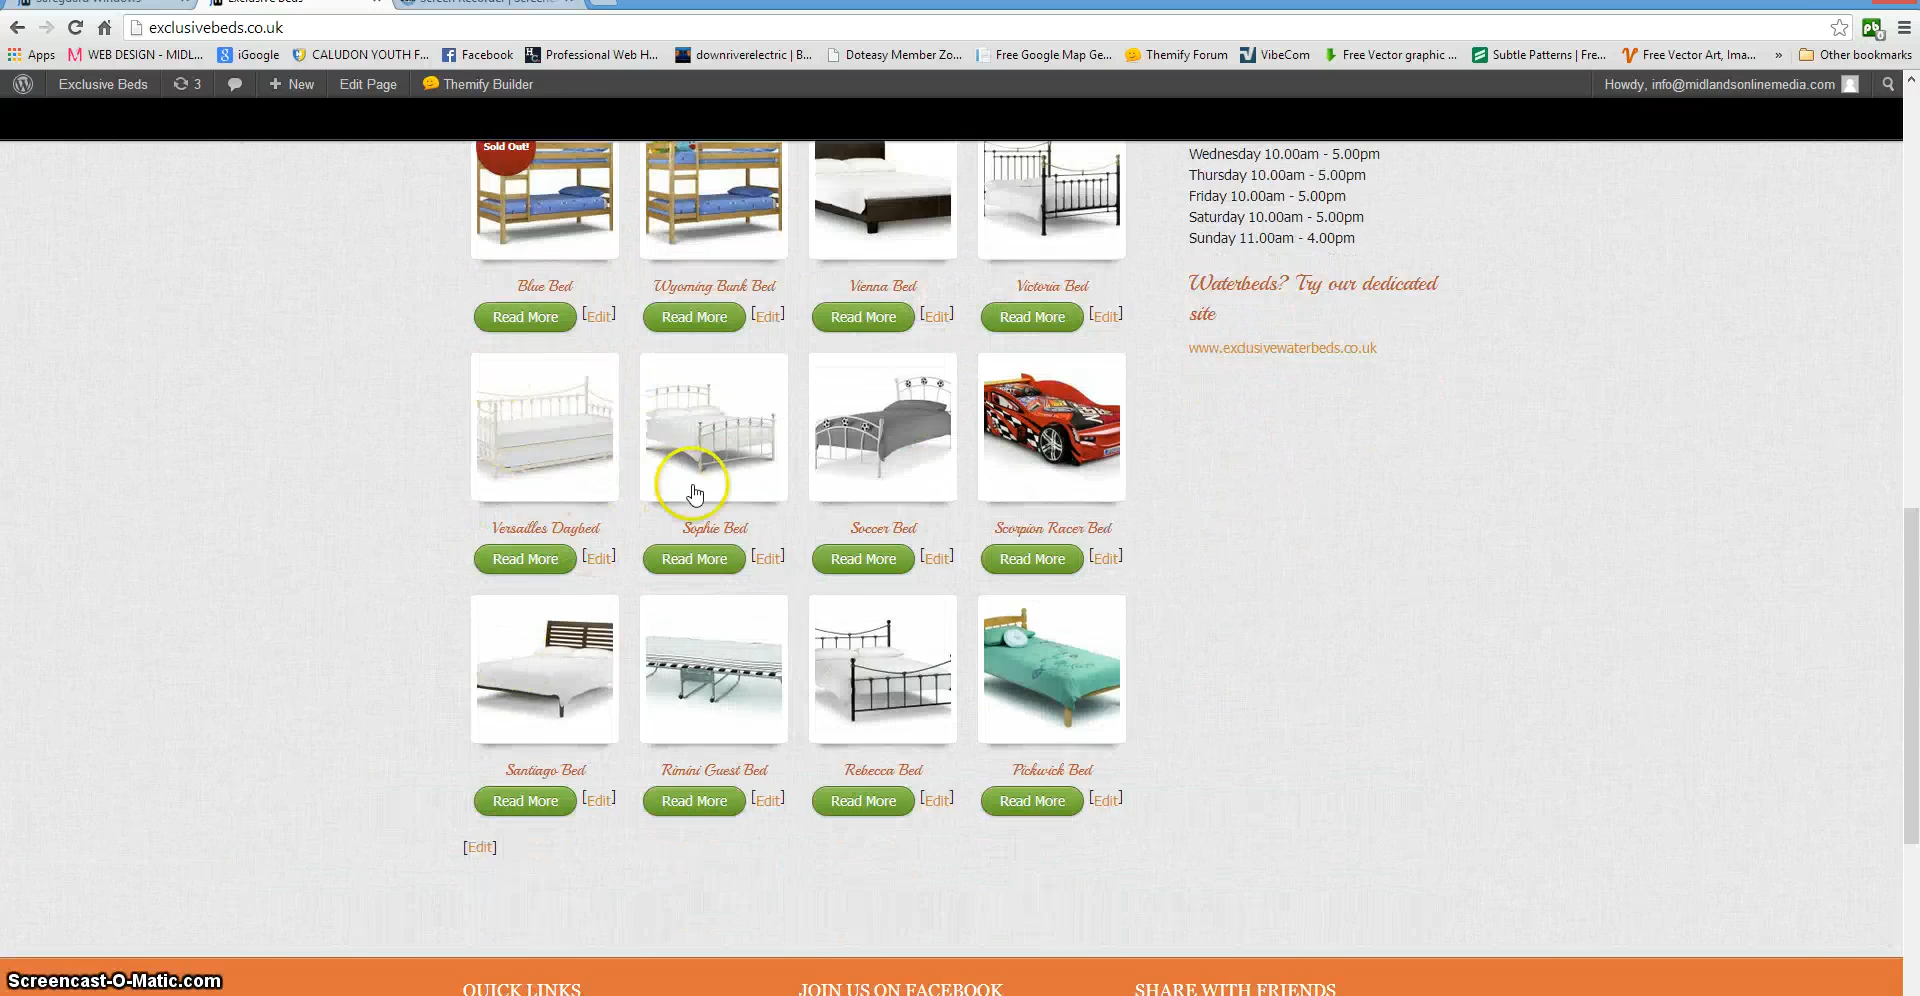 Safeguard Windows
Exclusive Beds
Screen Recorder | Screenc
exclusivebeds.co.uk
Apps
WEB DESIGN - MIDL...
iGoogle
CALUDON YOUTH F...
Facebook
Professional Web H...
downriverelectric | B...
Doteasy Member Zo...
Free Google Map Ge...
Themify Forum
VibeCom
Free Vector graphic ...
Subtle Patterns | Fre...
Free Vector Art, Ima...
»
Other bookmarks
Exclusive Beds
3
+ New
Edit Page
Themify Builder
Howdy, info@midlandsonlinemedia.com
Sold Out!
Blue Bed
Wyoming Bunk Bed
Vienna Bed
Victoria Bed
Read More [Edit]
Read More [Edit]
Read More [Edit]
Read More [Edit]
Versailles Daybed
Sophie Bed
Soccer Bed
Scorpion Racer Bed
Read More [Edit]
Read More [Edit]
Read More [Edit]
Read More [Edit]
Santiago Bed
Rimini Guest Bed
Rebecca Bed
Pickwick Bed
Read More [Edit]
Read More [Edit]
Read More [Edit]
Read More [Edit]
[Edit]
Wednesday 10.00am - 5.00pm
Thursday 10.00am - 5.00pm
Friday 10.00am - 5.00pm
Saturday 10.00am - 5.00pm
Sunday 11.00am - 4.00pm
Waterbeds? Try our dedicated
site
www.exclusivewaterbeds.co.uk
QUICK LINKS
JOIN US ON FACEBOOK
SHARE WITH FRIENDS
Screencast-O-Matic.com